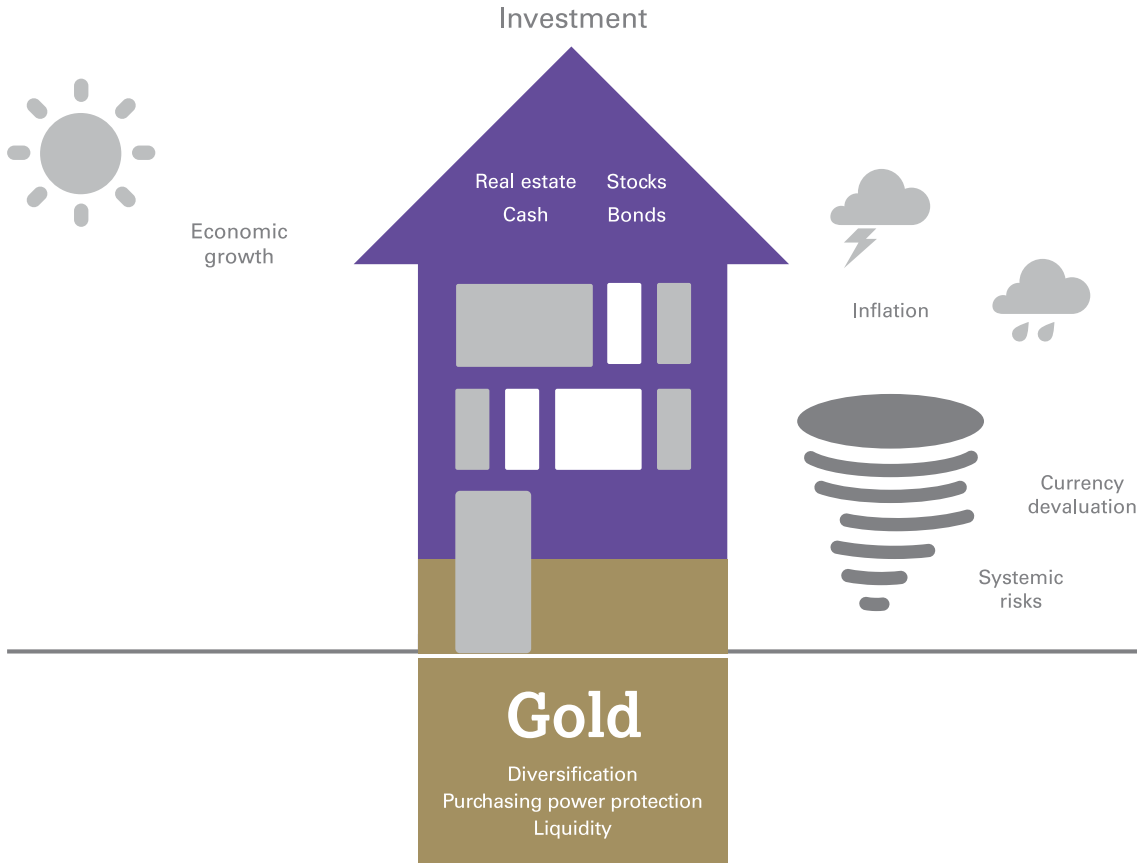 Investment
Real estate
Stocks
Cash
Bonds
Economic
growth
Inflation
Currency
devaluation
Systemic
risks
Gold
Diversification
Purchasing power protection
Liquidity